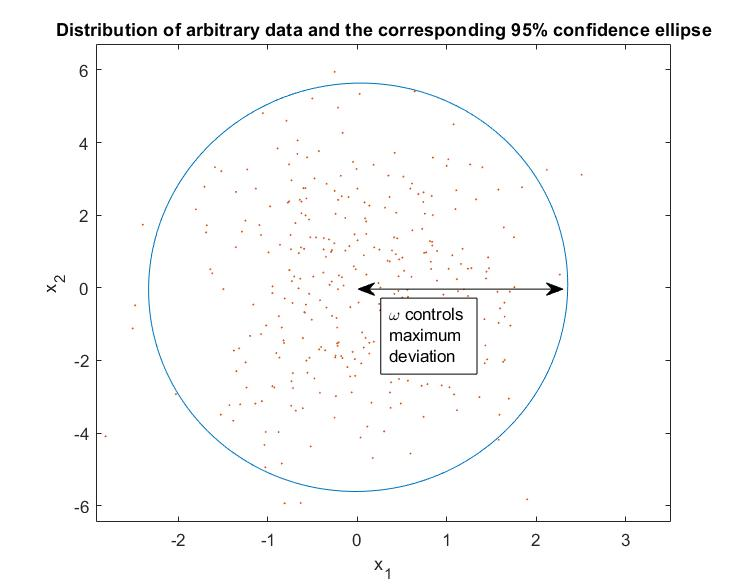 Distribution of arbitrary data and the corresponding 95% confidence ellipse
6
4
2
0
-2
-4
-6
x2
ω controls
maximum
deviation
-2 -1 0 1 2 3
x1